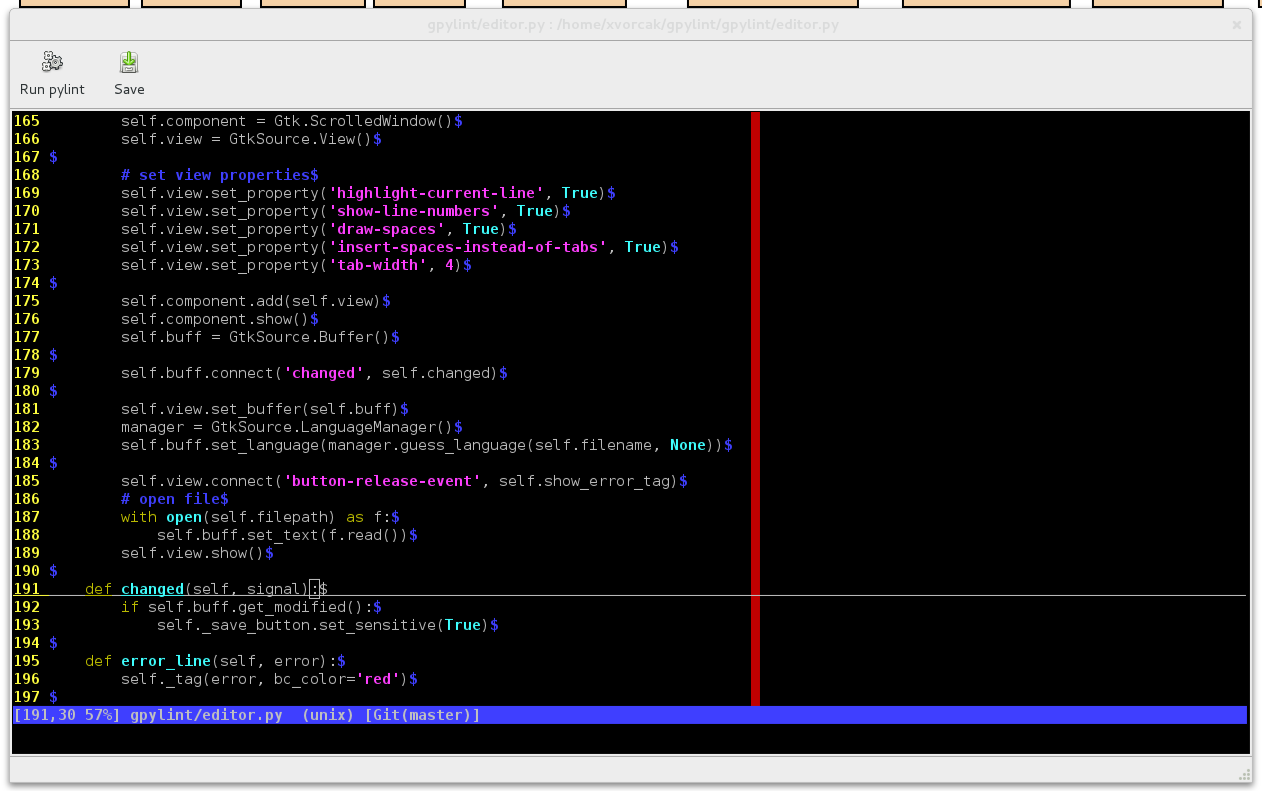 gpylint/editor.py : /home/xvorcak/gpylint/gpylint/editor.py
Run pylint Save
165         self.component = Gtk.ScrolledWindow()$
166         self.view = GtkSource.View()$
167 $
168         # set view properties$
169         self.view.set_property('highlight-current-line', True)$
170         self.view.set_property('show-line-numbers', True)$
171         self.view.set_property('draw-spaces', True)$
172         self.view.set_property('insert-spaces-instead-of-tabs', True)$
173         self.view.set_property('tab-width', 4)$
174 $
175         self.component.add(self.view)$
176         self.component.show()$
177         self.buff = GtkSource.Buffer()$
178 $
179         self.buff.connect('changed', self.changed)$
180 $
181         self.view.set_buffer(self.buff)$
182         manager = GtkSource.LanguageManager()$
183         self.buff.set_language(manager.guess_language(self.filename, None))$
184 $
185         self.view.connect('button-release-event', self.show_error_tag)$
186         # open file$
187         with open(self.filepath) as f:$
188             self.buff.set_text(f.read())$
189         self.view.show()$
190 $
191     def changed(self, signal):$
192         if self.buff.get_modified():$
193             self._save_button.set_sensitive(True)$
194 $
195     def error_line(self, error):$
196         self._tag(error, bc_color='red')$
197 $
[191,30 57%] gpylint/editor.py  (unix) [Git(master)]